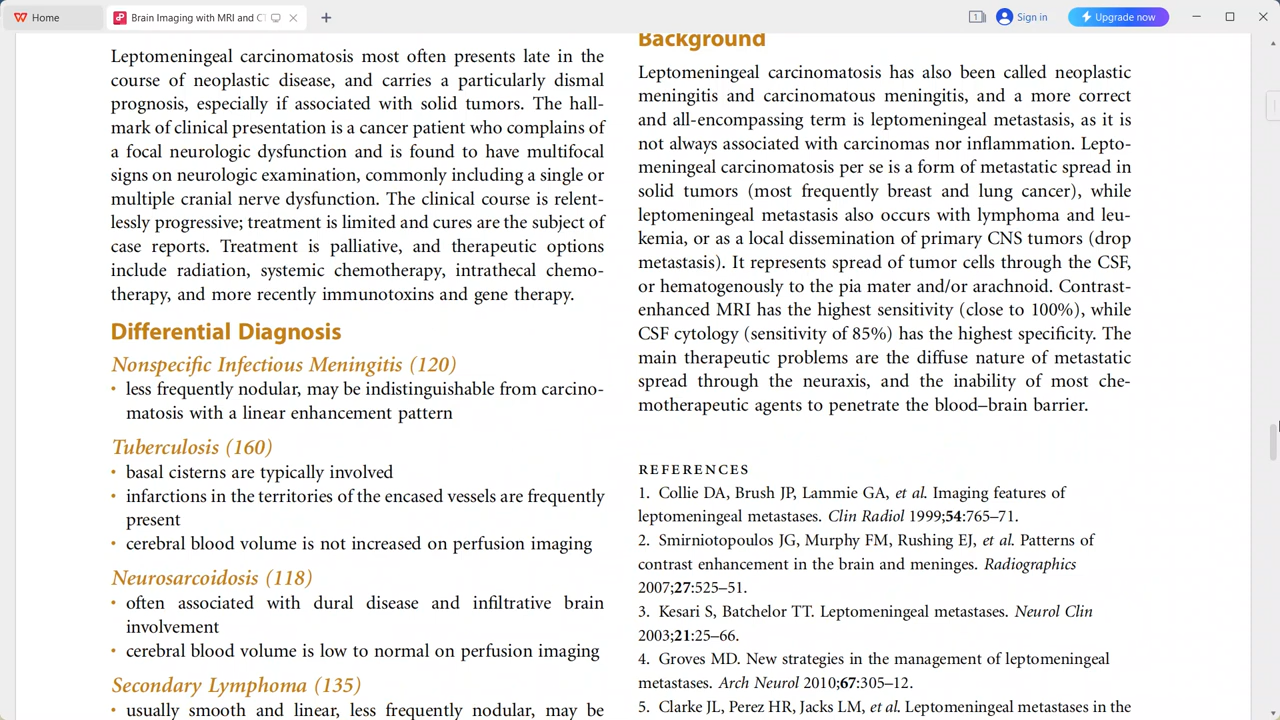 Home
Brain Imaging with MRI and C
Sign in
Upgrade now
Leptomeningeal carcinomatosis most often presents late in the
course of neoplastic disease, and carries a particularly dismal
prognosis, especially if associated with solid tumors. The hall-
mark of clinical presentation is a cancer patient who complains of
a focal neurologic dysfunction and is found to have multifocal
signs on neurologic examination, commonly including a single or
multiple cranial nerve dysfunction. The clinical course is relent-
lessly progressive; treatment is limited and cures are the subject of
case reports. Treatment is palliative, and therapeutic options
include radiation, systemic chemotherapy, intrathecal chemo-
therapy, and more recently immunotoxins and gene therapy.
Differential Diagnosis
Nonspecific Infectious Meningitis (120)
• less frequently nodular, may be indistinguishable from carcino-
matosis with a linear enhancement pattern
Tuberculosis (160)
• basal cisterns are typically involved
• infarctions in the territories of the encased vessels are frequently
present
• cerebral blood volume is not increased on perfusion imaging
Neurosarcoidosis (118)
• often associated with dural disease and infiltrative brain
involvement
• cerebral blood volume is low to normal on perfusion imaging
Secondary Lymphoma (135)
• usually smooth and linear, less frequently nodular, may be
Background
Leptomeningeal carcinomatosis has also been called neoplastic
meningitis and carcinomatous meningitis, and a more correct
and all-encompassing term is leptomeningeal metastasis, as it is
not always associated with carcinomas nor inflammation. Lepto-
meningeal carcinomatosis per se is a form of metastatic spread in
solid tumors (most frequently breast and lung cancer), while
leptomeningeal metastasis also occurs with lymphoma and leu-
kemia, or as a local dissemination of primary CNS tumors (drop
metastasis). It represents spread of tumor cells through the CSF,
or hematogenously to the pia mater and/or arachnoid. Contrast-
enhanced MRI has the highest sensitivity (close to 100%), while
CSF cytology (sensitivity of 85%) has the highest specificity. The
main therapeutic problems are the diffuse nature of metastatic
spread through the neuraxis, and the inability of most che-
motherapeutic agents to penetrate the blood–brain barrier.
REFERENCES
1. Collie DA, Brush JP, Lammie GA, et al. Imaging features of
leptomeningeal metastases. Clin Radiol 1999;54:765–71.
2. Smirniotopoulos JG, Murphy FM, Rushing EJ, et al. Patterns of
contrast enhancement in the brain and meninges. Radiographics
2007;27:525–51.
3. Kesari S, Batchelor TT. Leptomeningeal metastases. Neurol Clin
2003;21:25–66.
4. Groves MD. New strategies in the management of leptomeningeal
metastases. Arch Neurol 2010;67:305–12.
5. Clarke JL, Perez HR, Jacks LM, et al. Leptomeningeal metastases in the